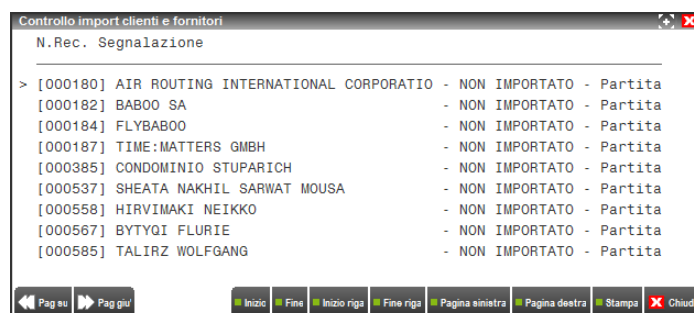 Controllo import clienti e fornitori
N.Rec. Segnalazione
> [000180] AIR ROUTING INTERNATIONAL CORPORATIO - NON IMPORTATO - Partita
[000182] BABOO SA - NON IMPORTATO - Partita
[000184] FLYBABOO - NON IMPORTATO - Partita
[000187] TIME:MATTERS GMBH - NON IMPORTATO - Partita
[000385] CONDOMINIO STUPARICH - NON IMPORTATO - Partita
[000537] SHEATA NAKHIL SARWAT MOUSA - NON IMPORTATO - Partita
[000558] HIRVIMAKI NEIKKO - NON IMPORTATO - Partita
[000567] BYTYQI FLURIE - NON IMPORTATO - Partita
[000585] TALIRZ WOLFGANG - NON IMPORTATO - Partita
Pag su Pag giu' Inizio Fine Inizio riga Fine riga Pagina sinistra Pagina destra Stampa Chiud